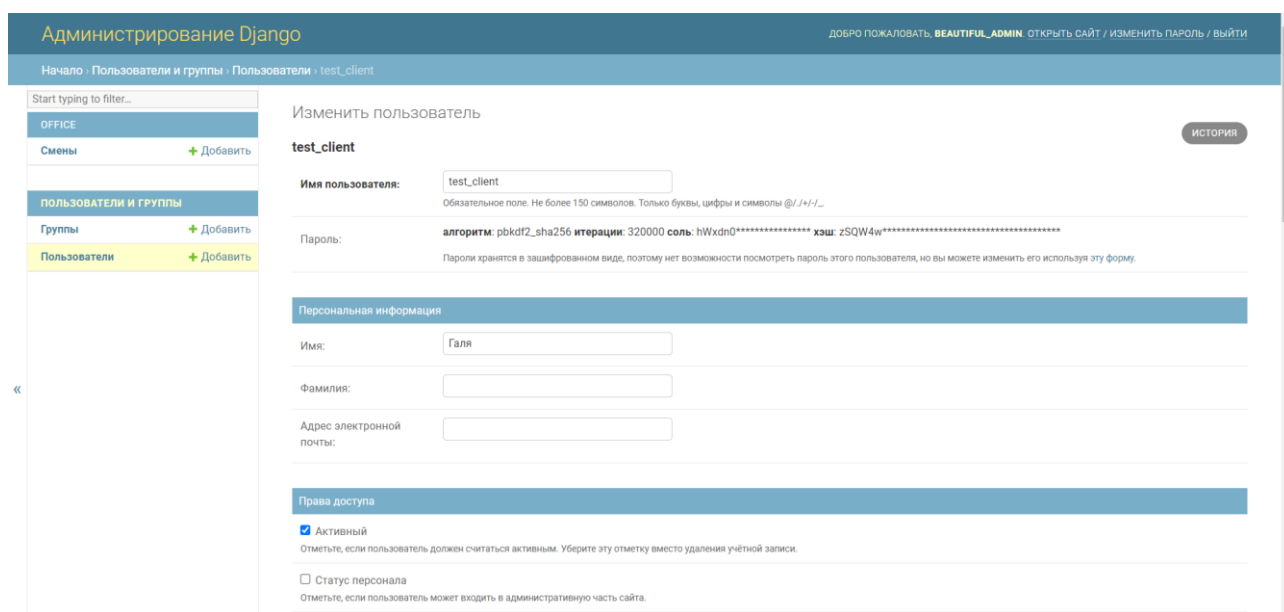 Администрирование Django
ДОБРО ПОЖАЛОВАТЬ, BEAUTIFUL_ADMIN. ОТКРЫТЬ САЙТ / ИЗМЕНИТЬ ПАРОЛЬ / ВЫЙТИ
Начало › Пользователи и группы › Пользователи › test_client
Start typing to filter...
OFFICE
Смены + Добавить
ПОЛЬЗОВАТЕЛИ И ГРУППЫ
Группы + Добавить
Пользователи + Добавить
«
Изменить пользователь
ИСТОРИЯ
test_client
Имя пользователя: test_client
Обязательное поле. Не более 150 символов. Только буквы, цифры и символы @/./+/-/_.
Пароль: алгоритм: pbkdf2_sha256 итерации: 320000 соль: hWxdn0**************** хэш: zSQW4w**************************************
Пароли хранятся в зашифрованном виде, поэтому нет возможности посмотреть пароль этого пользователя, но вы можете изменить его используя эту форму.
Персональная информация
Имя: Галя
Фамилия:
Адрес электронной
почты:
Права доступа
Активный
Отметьте, если пользователь должен считаться активным. Уберите эту отметку вместо удаления учётной записи.
Статус персонала
Отметьте, если пользователь может входить в административную часть сайта.